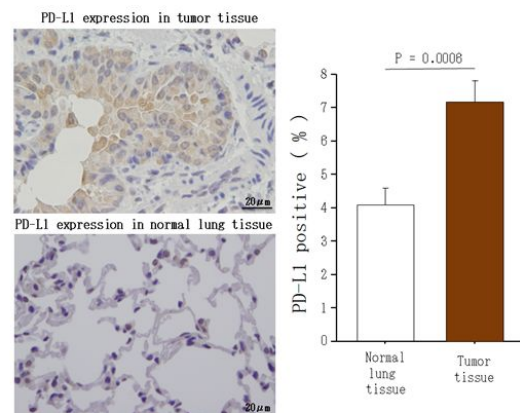 PD-L1 expression in tumor tissue
20μm
PD-L1 expression in normal lung tissue
20μm
P = 0.0006
PD-L1 positive ( % )
8
7
6
5
4
3
2
1
0
Normal
lung
tissue
Tumor
tissue